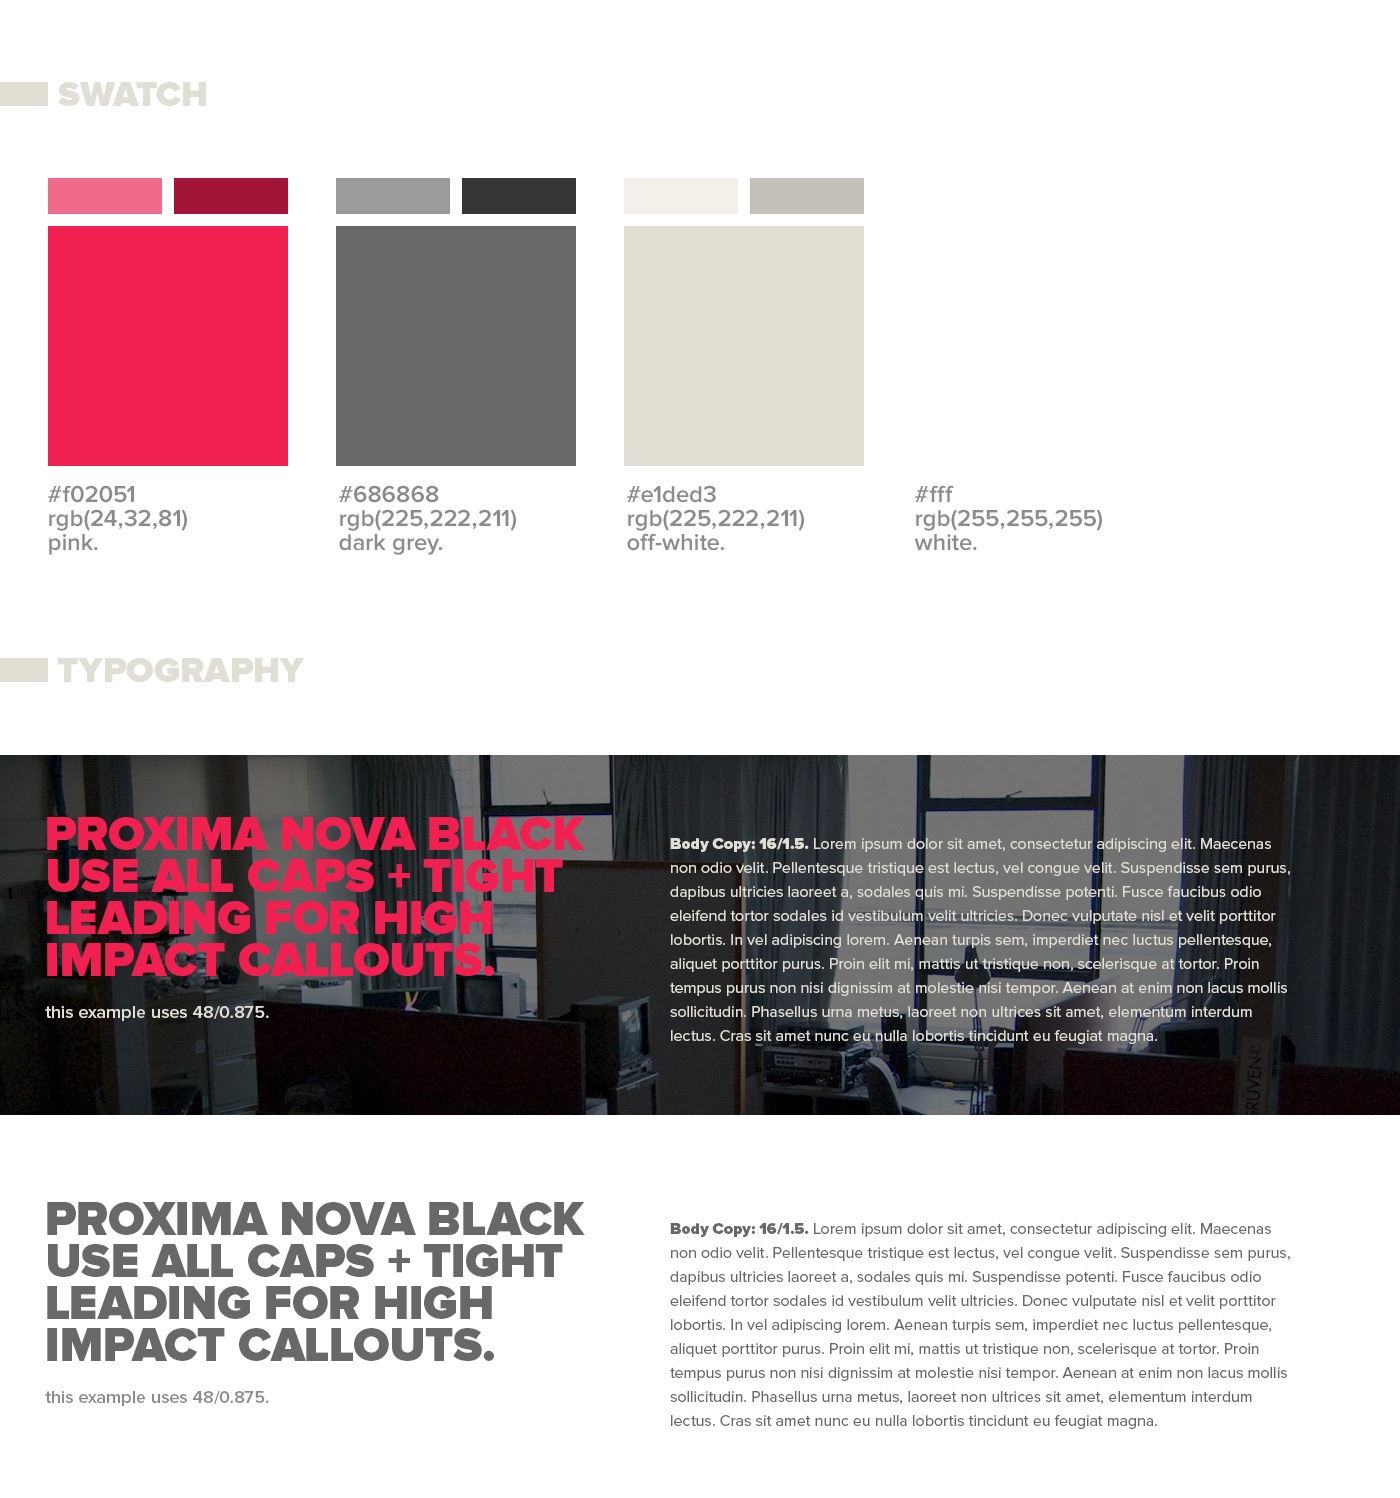 SWATCH
#f02051
rgb(24,32,81)
pink.
#686868
rgb(225,222,211)
dark grey.
#e1ded3
rgb(225,222,211)
off-white.
#fff
rgb(255,255,255)
white.
TYPOGRAPHY
PROXIMA NOVA BLACK
USE ALL CAPS + TIGHT
LEADING FOR HIGH
IMPACT CALLOUTS.
this example uses 48/0.875.
Body Copy: 16/1.5. Lorem ipsum dolor sit amet, consectetur adipiscing elit. Maecenas
non odio velit. Pellentesque tristique est lectus, vel congue velit. Suspendisse sem purus,
dapibus ultricies laoreet a, sodales quis mi. Suspendisse potenti. Fusce faucibus odio
eleifend tortor sodales id vestibulum velit ultricies. Donec vulputate nisl et velit porttitor
lobortis. In vel adipiscing lorem. Aenean turpis sem, imperdiet nec luctus pellentesque,
aliquet porttitor purus. Proin elit mi, mattis ut tristique non, scelerisque at tortor. Proin
tempus purus non nisi dignissim at molestie nisi tempor. Aenean at enim non lacus mollis
sollicitudin. Phasellus urna metus, laoreet non ultrices sit amet, elementum interdum
lectus. Cras sit amet nunc eu nulla lobortis tincidunt eu feugiat magna.
GRÜVEN
PROXIMA NOVA BLACK
USE ALL CAPS + TIGHT
LEADING FOR HIGH
IMPACT CALLOUTS.
this example uses 48/0.875.
Body Copy: 16/1.5. Lorem ipsum dolor sit amet, consectetur adipiscing elit. Maecenas
non odio velit. Pellentesque tristique est lectus, vel congue velit. Suspendisse sem purus,
dapibus ultricies laoreet a, sodales quis mi. Suspendisse potenti. Fusce faucibus odio
eleifend tortor sodales id vestibulum velit ultricies. Donec vulputate nisl et velit porttitor
lobortis. In vel adipiscing lorem. Aenean turpis sem, imperdiet nec luctus pellentesque,
aliquet porttitor purus. Proin elit mi, mattis ut tristique non, scelerisque at tortor. Proin
tempus purus non nisi dignissim at molestie nisi tempor. Aenean at enim non lacus mollis
sollicitudin. Phasellus urna metus, laoreet non ultrices sit amet, elementum interdum
lectus. Cras sit amet nunc eu nulla lobortis tincidunt eu feugiat magna.